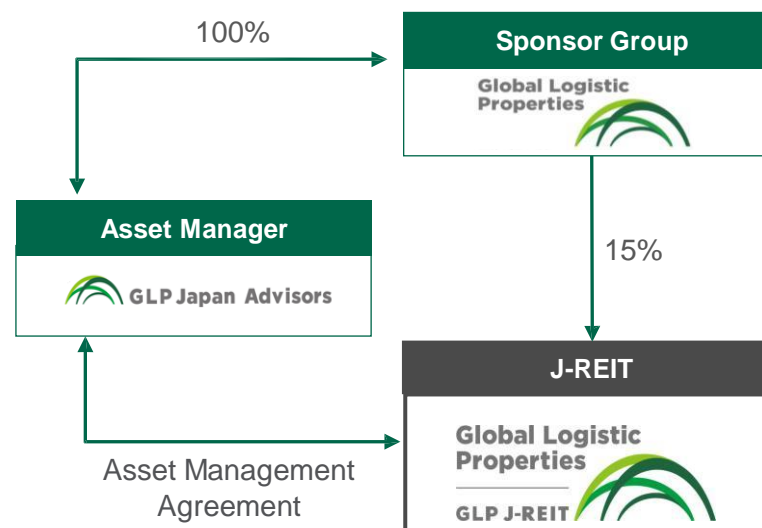 100%
Sponsor Group
Global Logistic
Properties
Asset Manager
GLP Japan Advisors
15%
J-REIT
Global Logistic
Properties
GLP J-REIT
Asset Management
Agreement